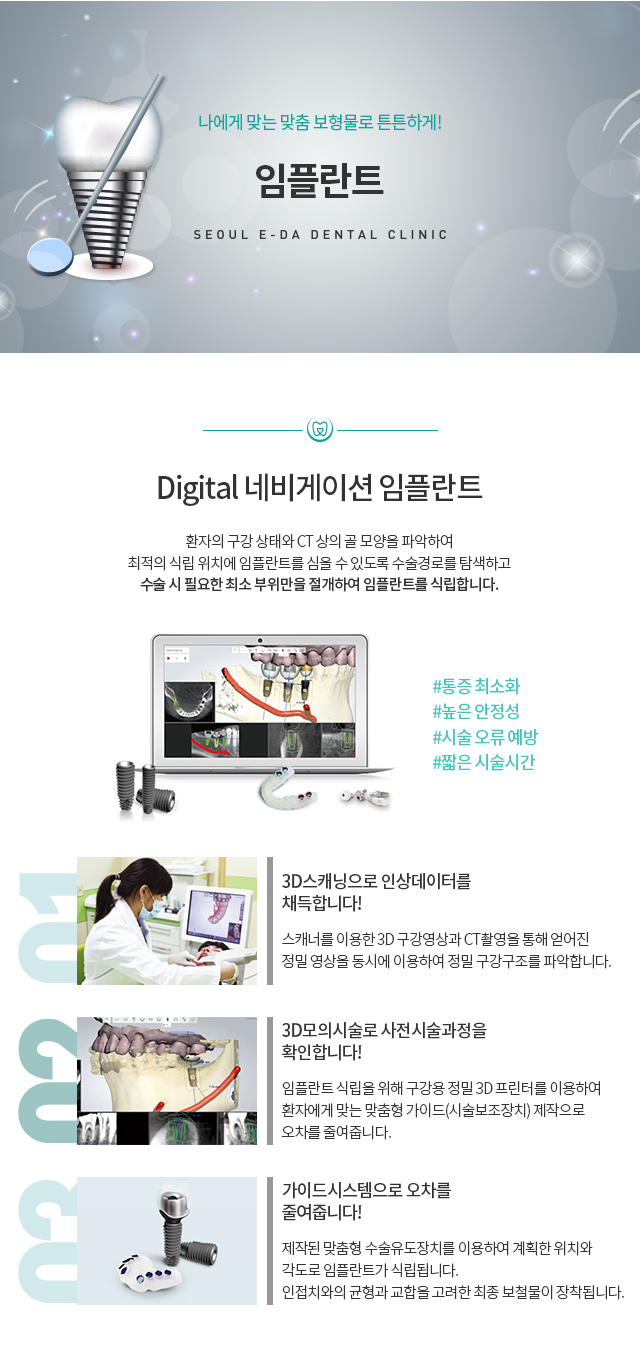 나에게 맞는 맞춤 보형물로 튼튼하게!
임플란트
SEOUL E-DA DENTAL CLINIC
Digital 네비게이션 임플란트
환자의 구강 상태와 CT 상의 골 모양을 파악하여
최적의 식립 위치에 임플란트를 심을 수 있도록 수술경로를 탐색하고
수술 시 필요한 최소 부위만을 절개하여 임플란트를 식립합니다.
#통증 최소화
#높은 안정성
#시술 오류 예방
#짧은 시술시간
01
3D스캐닝으로 인상데이터를
채득합니다!
스캐너를 이용한 3D 구강영상과 CT촬영을 통해 얻어진
정밀 영상을 동시에 이용하여 정밀 구강구조를 파악합니다.
02
3D모의시술로 사전시술과정을
확인합니다!
임플란트 식립을 위해 구강용 정밀 3D 프린터를 이용하여
환자에게 맞는 맞춤형 가이드(시술보조장치) 제작으로
오차를 줄여줍니다.
03
가이드시스템으로 오차를
줄여줍니다!
제작된 맞춤형 수술유도장치를 이용하여 계획한 위치와
각도로 임플란트가 식립됩니다.
인접치와의 균형과 교합을 고려한 최종 보철물이 장착됩니다.